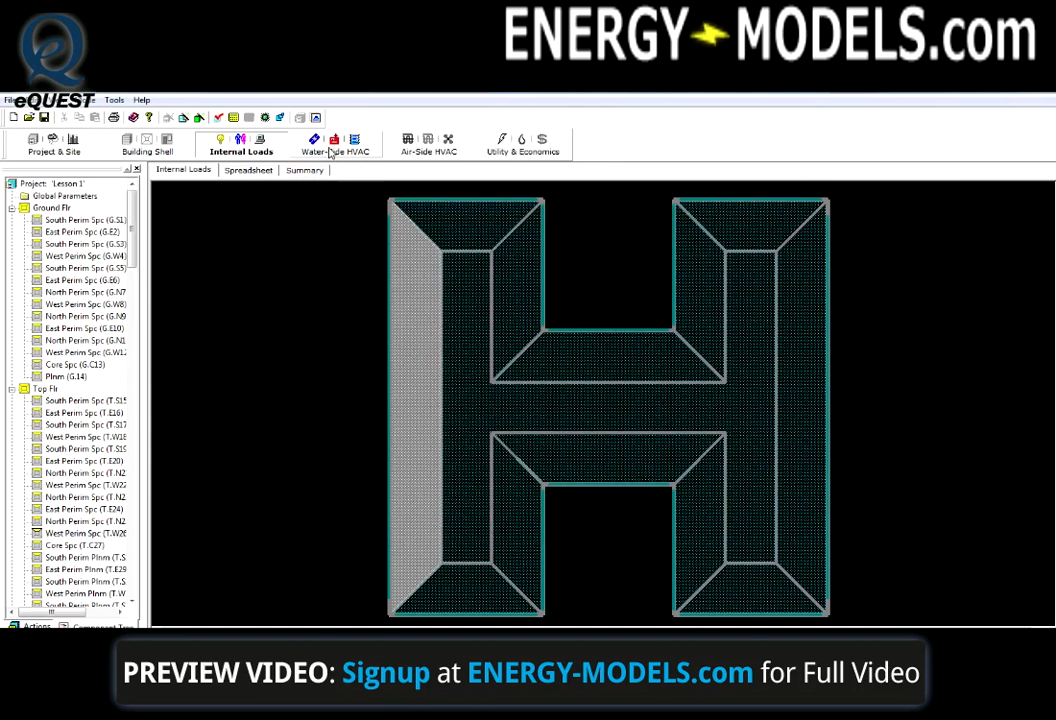 ENERGY MODELS.com
eQUEST
Tools Help
Project & Site
Building Shell
Internal Loads
Water-Side HVAC
Air-Side HVAC
Utility & Economics
Internal Loads Spreadsheet Summary
Project: 'Lesson 1'
Global Parameters
Ground Flr
South Perim Spc (G.S1)
East Perim Spc (G.E2)
South Perim Spc (G.S3)
West Perim Spc (G.W4)
South Perim Spc (G.S5)
East Perim Spc (G.E6)
North Perim Spc (G.N7
West Perim Spc (G.W8)
North Perim Spc (G.N9
East Perim Spc (G.E10)
North Perim Spc (G.N1
West Perim Spc (G.W12
Core Spc (G.C13)
Plnm (G.14)
Top Flr
South Perim Spc (T.S15
East Perim Spc (T.E16)
South Perim Spc (T.S17
West Perim Spc (T.W18
South Perim Spc (T.S19
East Perim Spc (T.E20)
North Perim Spc (T.N2
West Perim Spc (T.W22
North Perim Spc (T.N2
East Perim Spc (T.E24)
North Perim Spc (T.N2
West Perim Spc (T.W26
Core Spc (T.C27)
South Perim Plnm (T.S
East Perim Plnm (T.E29
South Perim Plnm (T.S
West Perim Plnm (T.W
South Perim Plnm (T.S
Actions
PREVIEW VIDEO: Signup at ENERGY-MODELS.com for Full Video